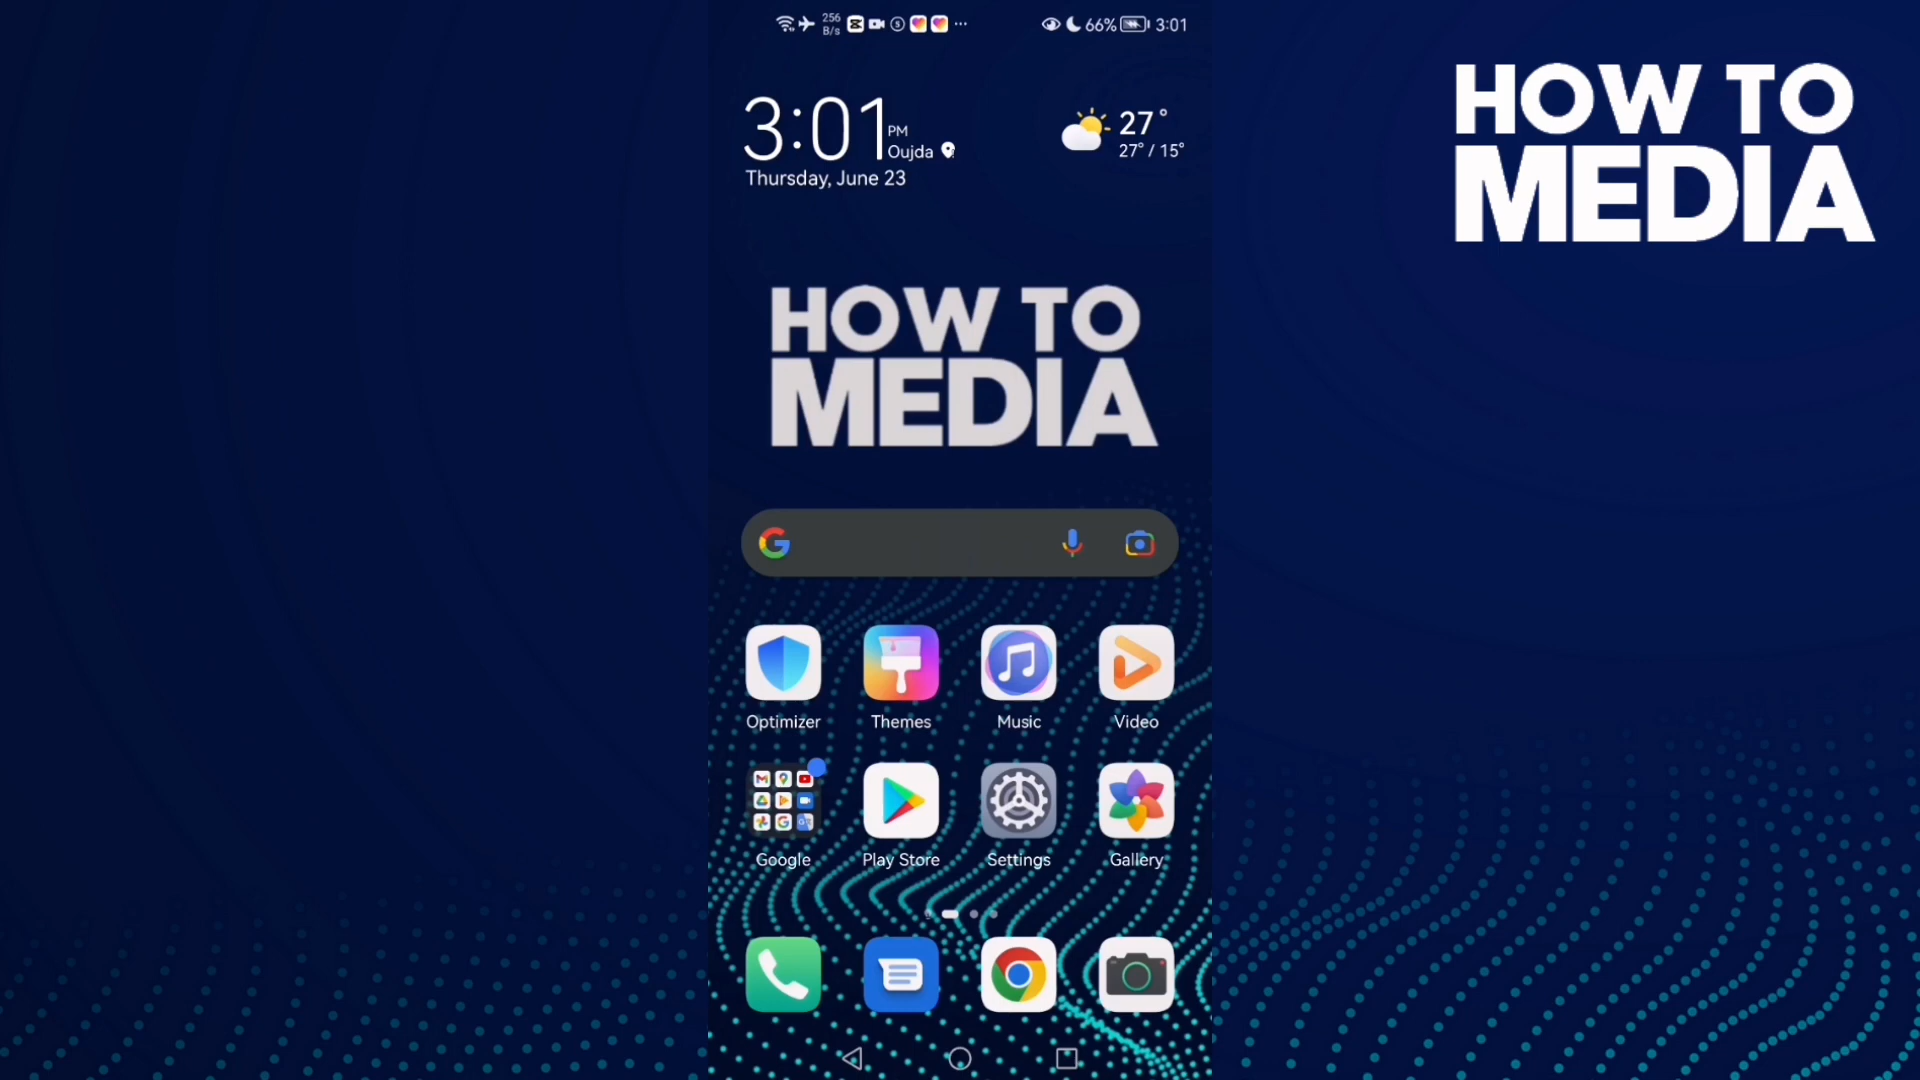 256
B/s
66%
3:01
3:01
PM
Oujda
Thursday, June 23
27°
27° / 15°
HOW TO
MEDIA
HOW TO
MEDIA
Optimizer
Themes
Music
Video
Google
Play Store
Settings
Gallery